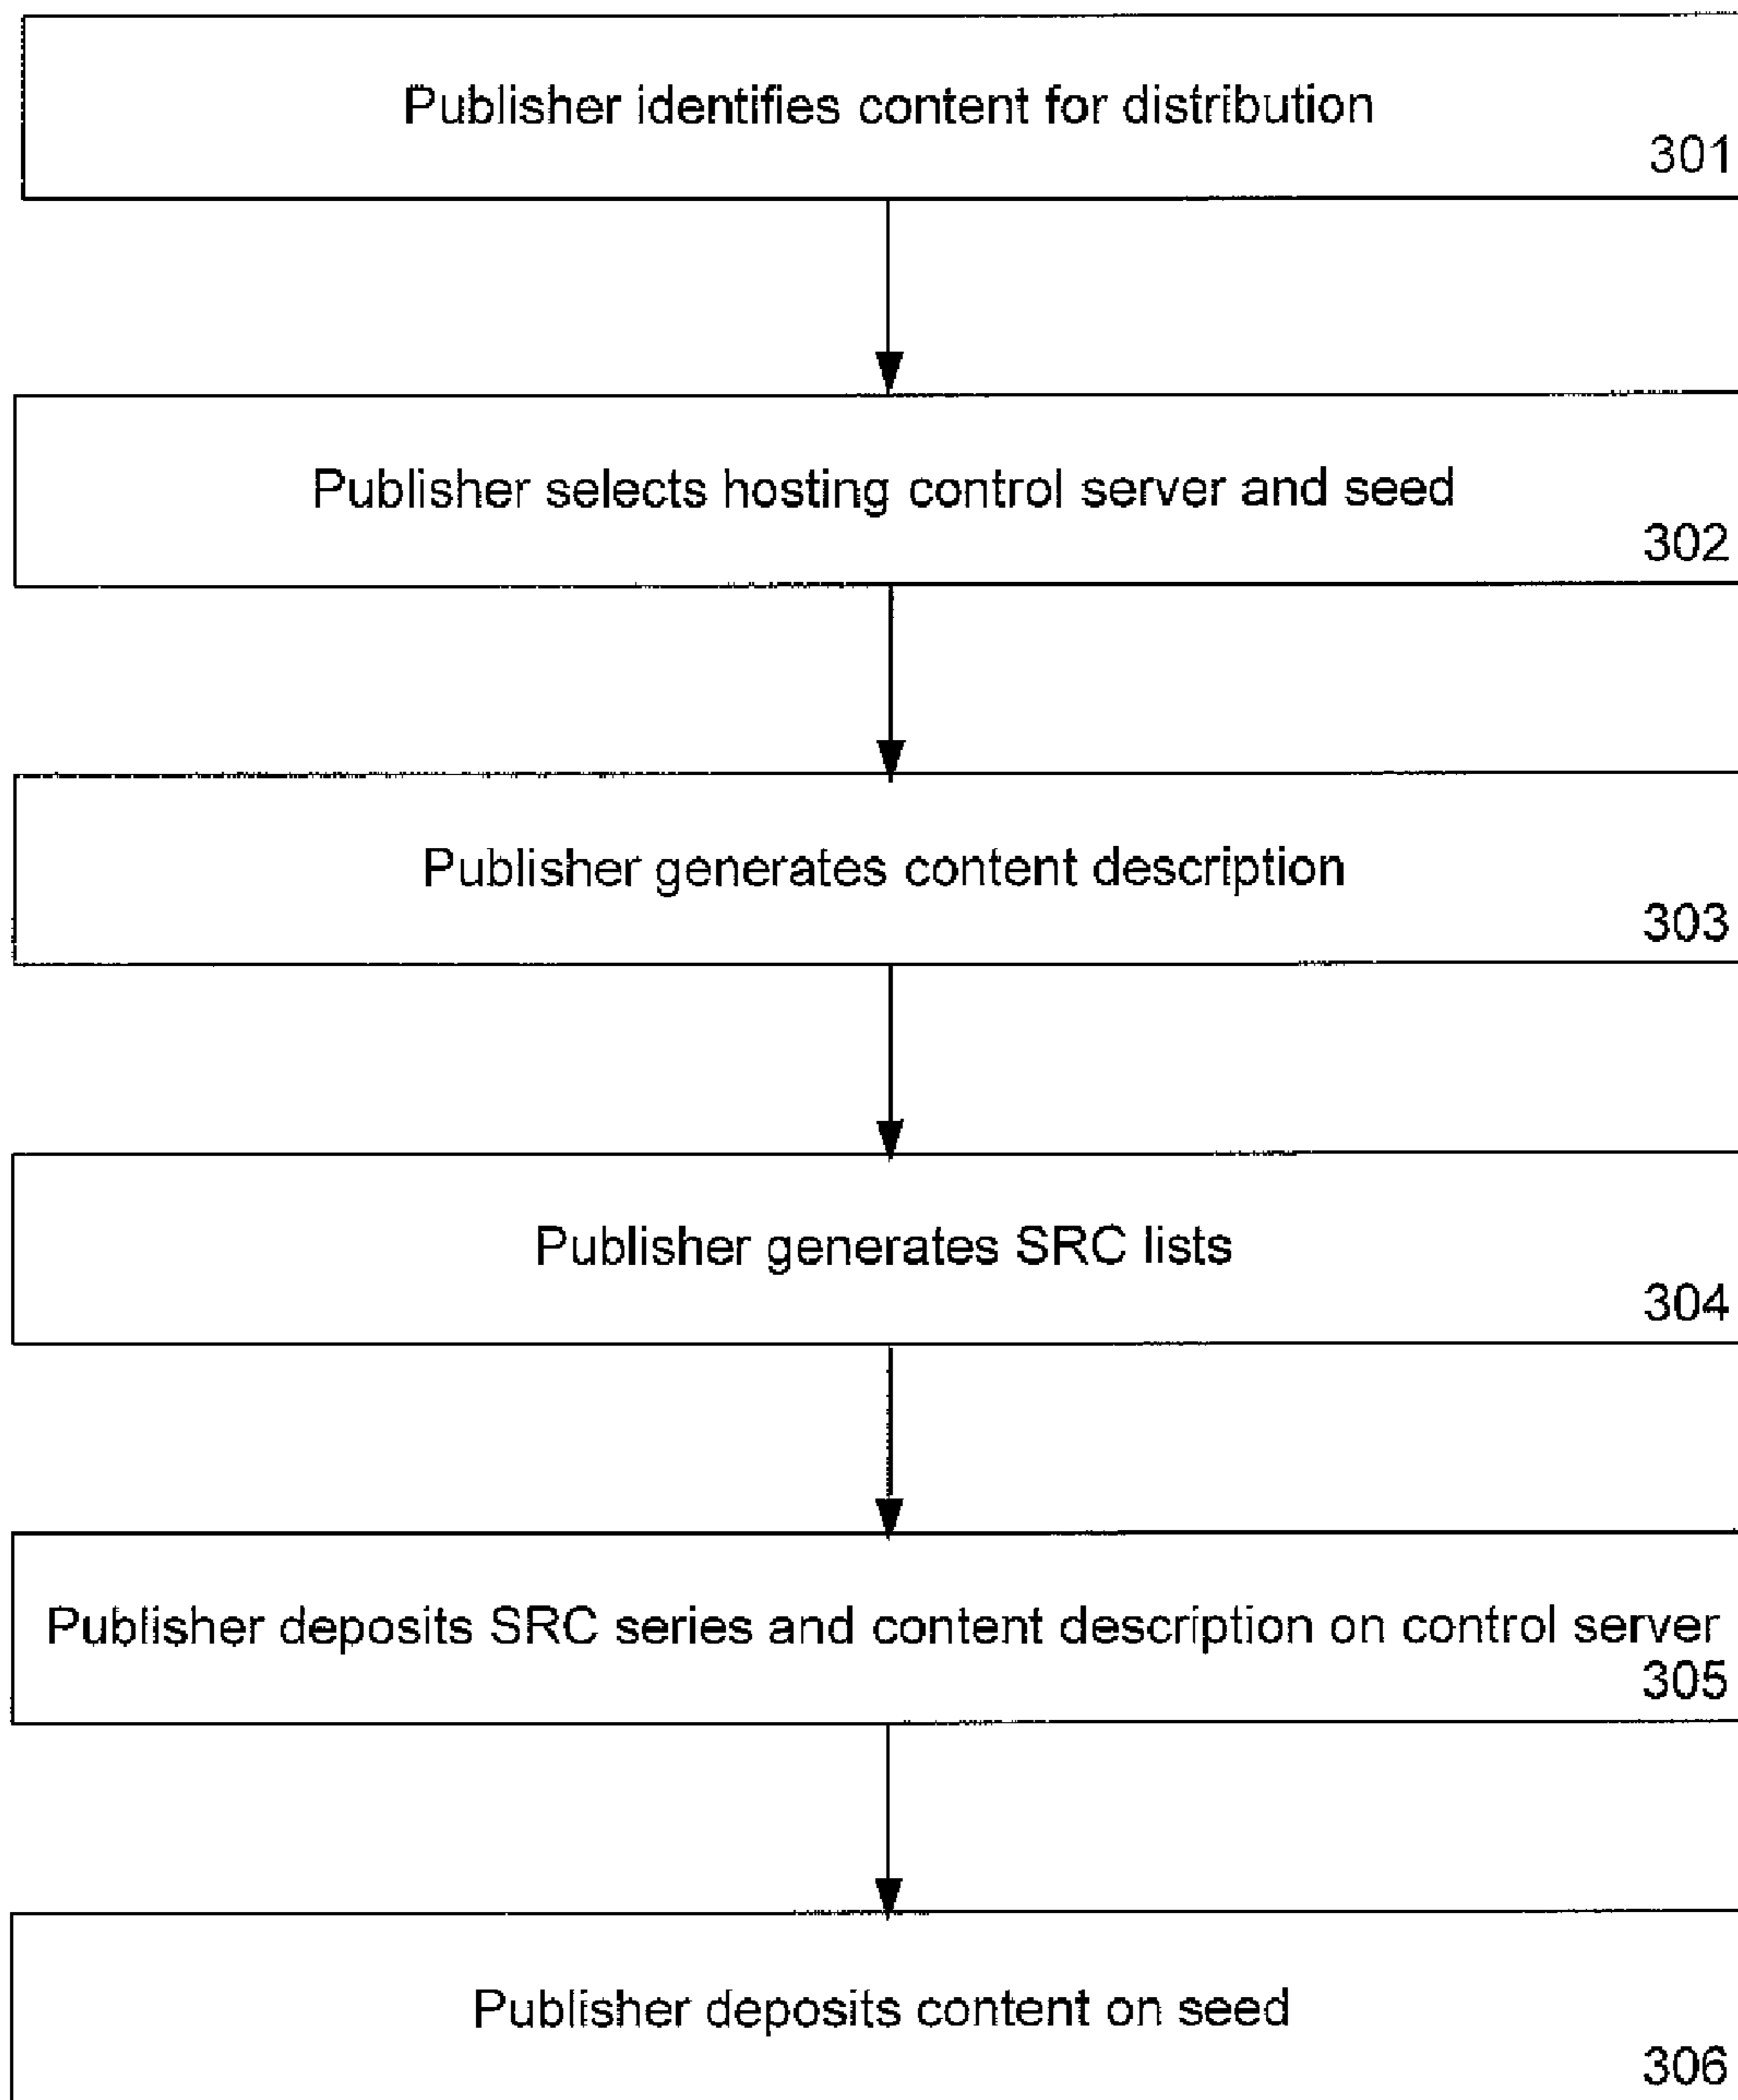 Publisher identifies content for distribution
301
Publisher selects hosting control server and seed
302
Publisher generates content description
303
Publisher generates SRC lists
304
Publisher deposits SRC series and content description on control server
305
Publisher deposits content on seed
306